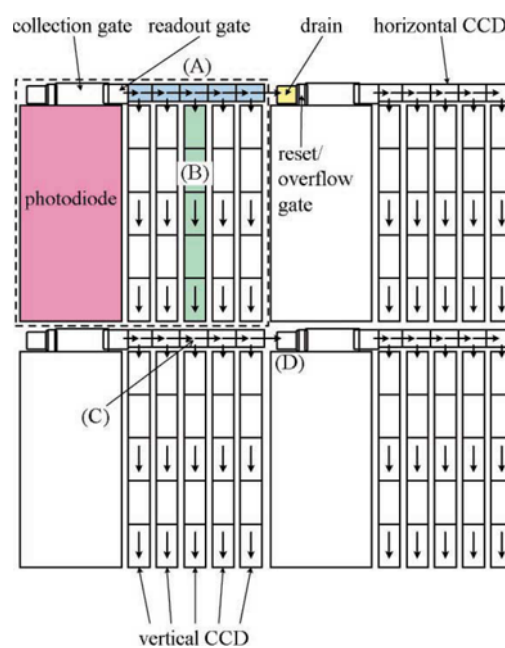 collection gate
readout gate
drain
horizontal CCD
(A)
photodiode
(B)
reset/
overflow
gate
(C)
(D)
vertical CCD